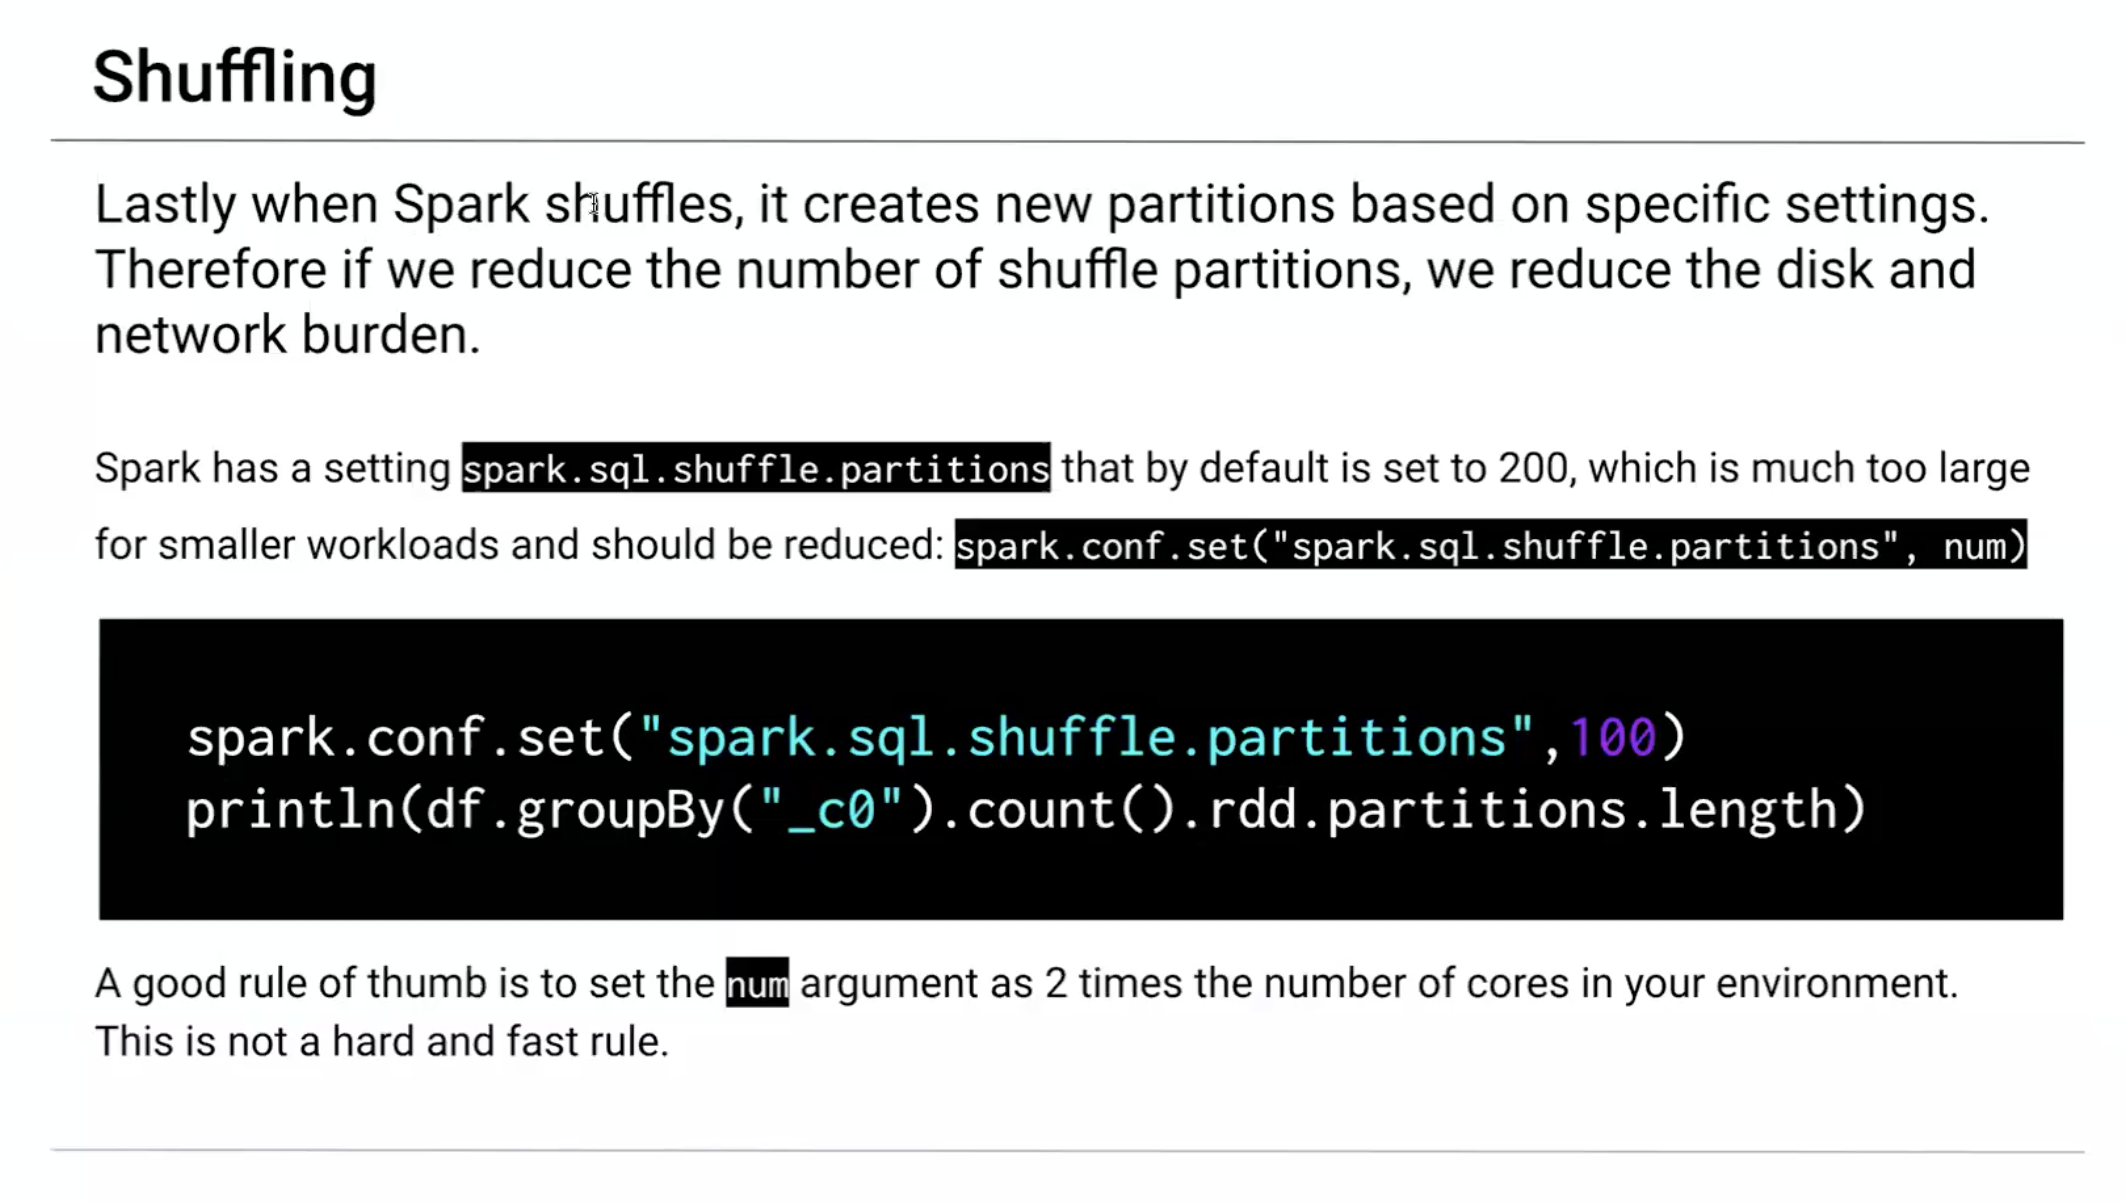 Shuffling
Lastly when Spark shuffles, it creates new partitions based on specific settings.
Therefore if we reduce the number of shuffle partitions, we reduce the disk and
network burden.
Spark has a setting spark.sql.shuffle.partitions that by default is set to 200, which is much too large
for smaller workloads and should be reduced: spark.conf.set("spark.sql.shuffle.partitions", num)
spark.conf.set("spark.sql.shuffle.partitions",100)
println(df.groupBy("_c0").count().rdd.partitions.length)
A good rule of thumb is to set the num argument as 2 times the number of cores in your environment.
This is not a hard and fast rule.